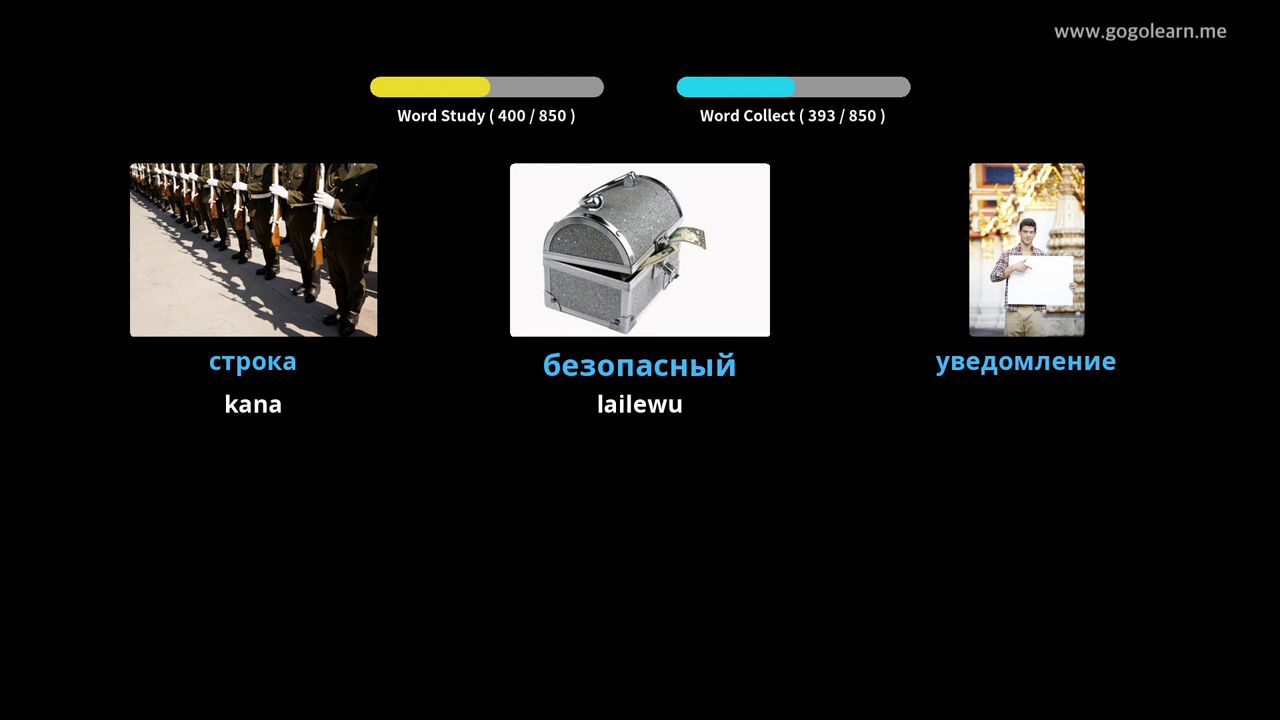 www.gogolearn.me
Word Study ( 400 / 850 )
Word Collect ( 393 / 850 )
строка
kana
безопасный
lailewu
уведомление